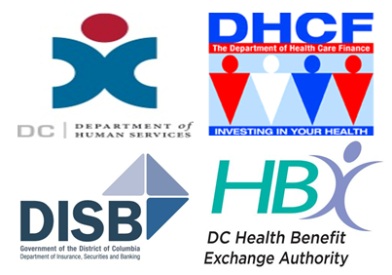 DC | DEPARTMENT of
HUMAN SERVICES
DHCF
The Department of Health Care Finance
INVESTING IN YOUR HEALTH
DISB
Government of the District of Columbia
Department of Insurance, Securities and Banking
HBX
DC Health Benefit
Exchange Authority